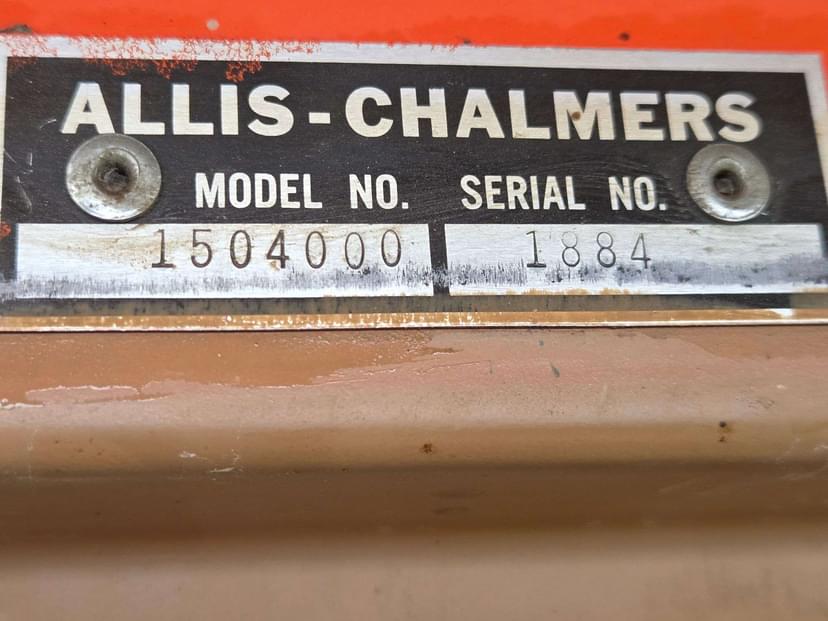 ALLIS-CHALMERS
MODEL NO. SERIAL NO.
1504000 1884